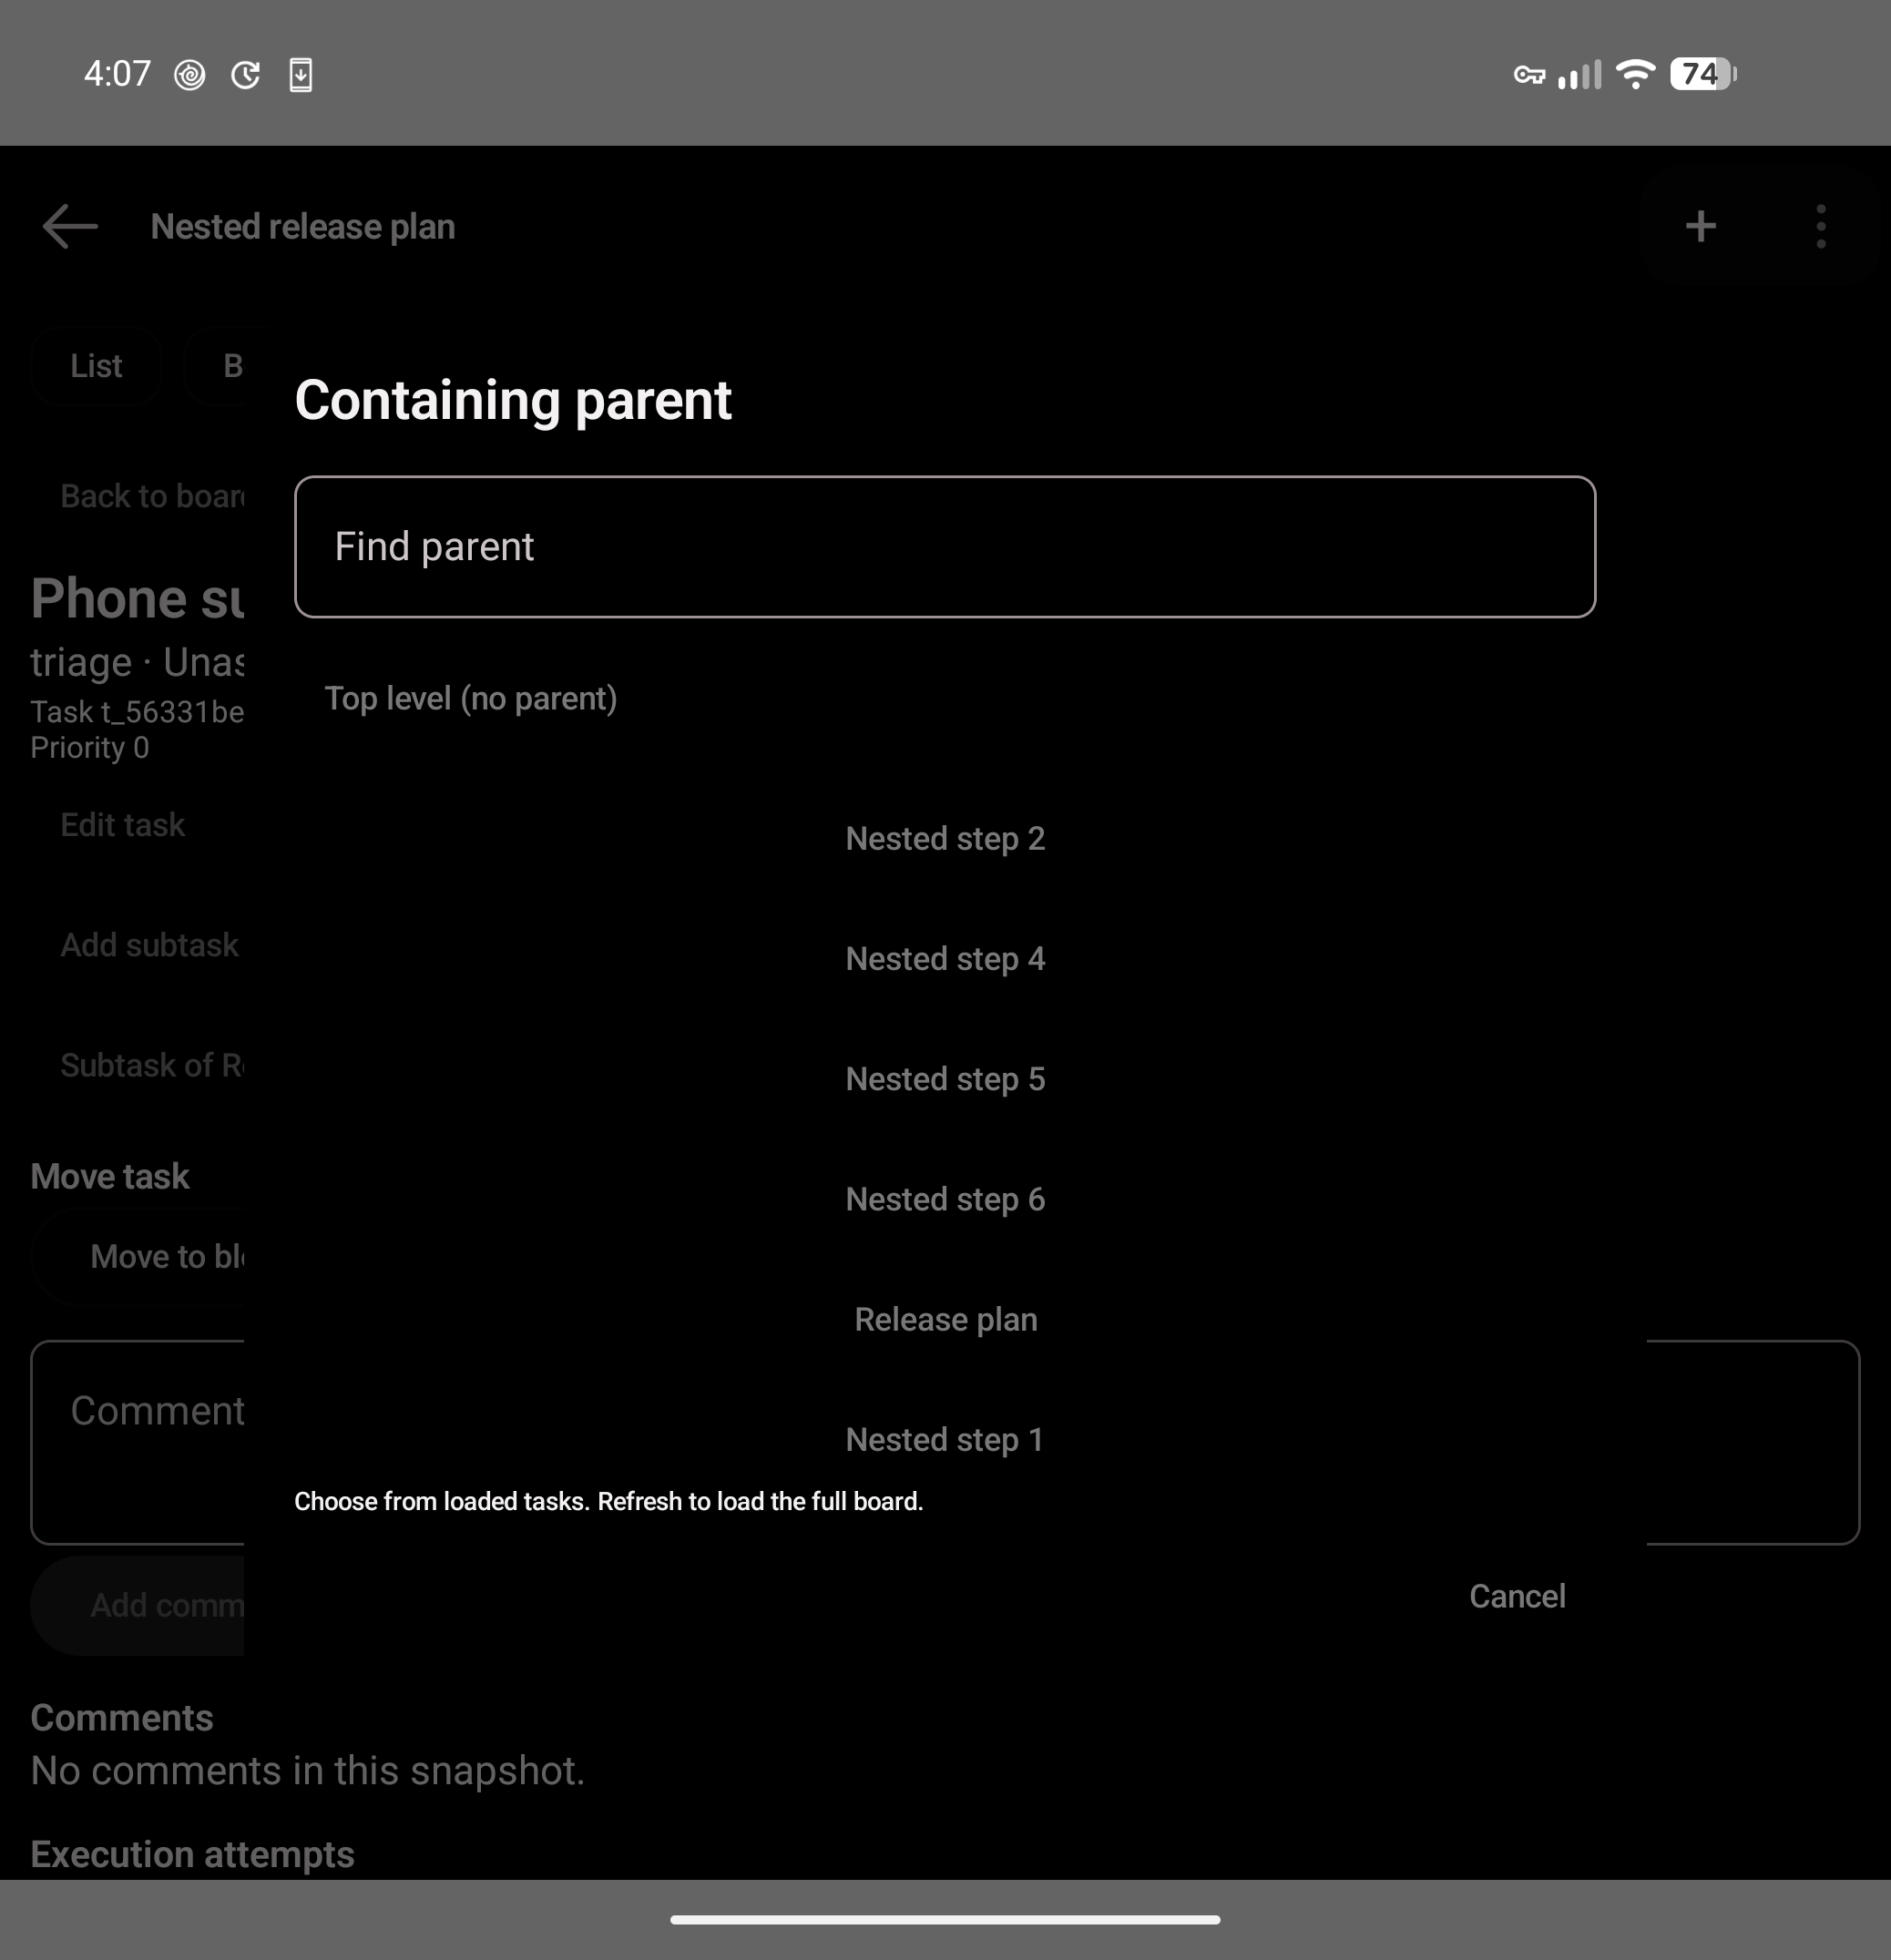 4:07
74
Nested release plan
List
B
Containing parent
Back to boar
Find parent
Phone su
triage · Unas
Top level (no parent)
Task t_56331be
Priority 0
Edit task
Nested step 2
Add subtask
Nested step 4
Subtask of R
Nested step 5
Move task
Nested step 6
Move to bl
Release plan
Comment
Nested step 1
Choose from loaded tasks. Refresh to load the full board.
Add comm
Cancel
Comments
No comments in this snapshot.
Execution attempts